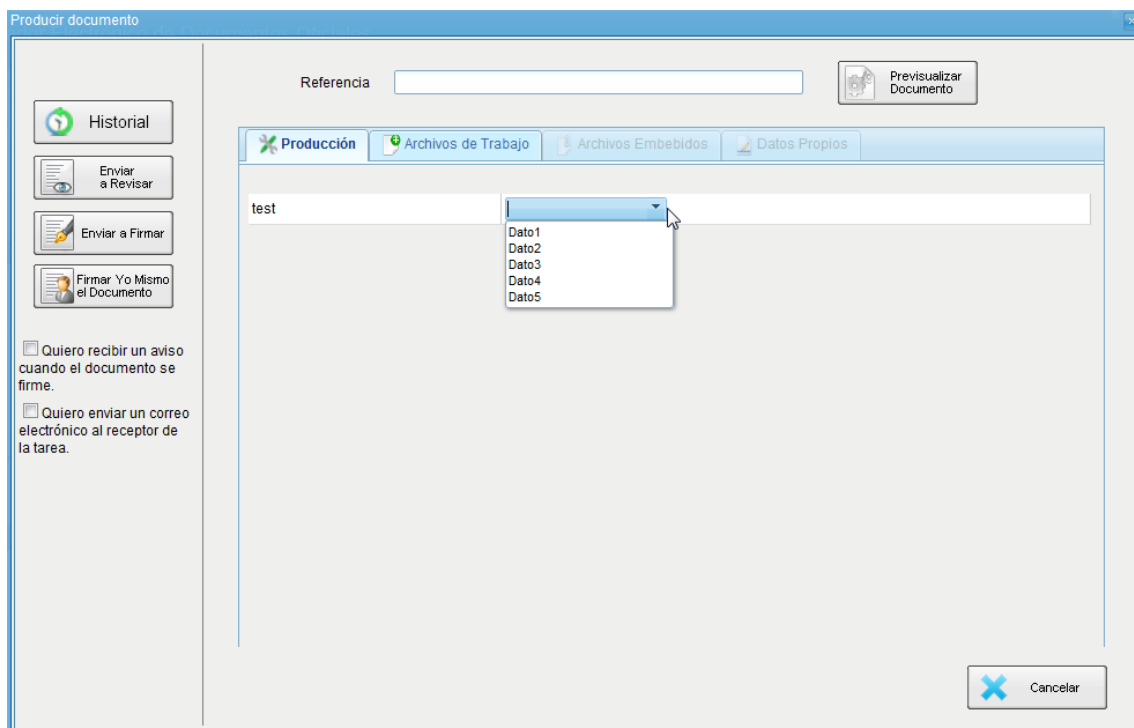 Producir documento
Referencia
Previsualizar
Documento
Historial
Enviar
a Revisar
Enviar a Firmar
Firmar Yo Mismo
el Documento
Quiero recibir un aviso
cuando el documento se
firme.
Quiero enviar un correo
electrónico al receptor de
la tarea.
Producción
Archivos de Trabajo
Archivos Embebidos
Datos Propios
test
Dato1
Dato2
Dato3
Dato4
Dato5
Cancelar